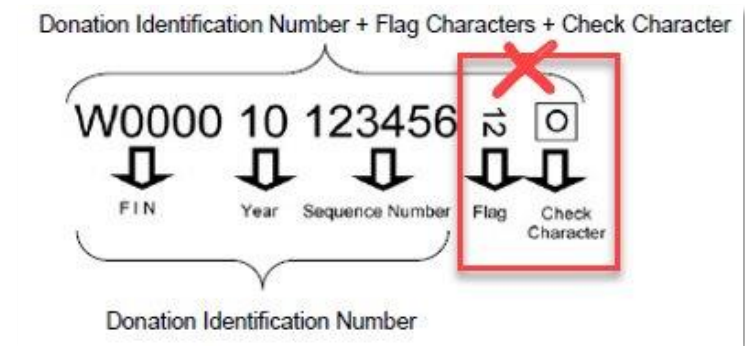 Donation Identification Number + Flag Characters + Check Character
W0000 10 123456 12 O
FIN Year Sequence Number Flag Check
Character
Donation Identification Number